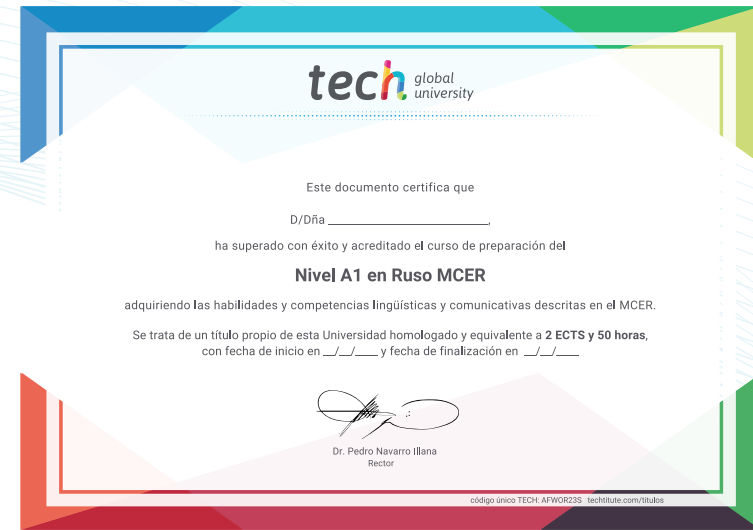 tech global university
Este documento certifica que
D/Dña ____________________,
ha superado con éxito y acreditado el curso de preparación del
Nivel A1 en Ruso MCER
adquiriendo las habilidades y competencias lingüísticas y comunicativas descritas en el MCER.
Se trata de un título propio de esta Universidad homologado y equivalente a 2 ECTS y 50 horas,
con fecha de inicio en __/__/____ y fecha de finalización en __/__/____
Dr. Pedro Navarro Illana
Rector
código único TECH: AFWOR23S techtitute.com/titulos